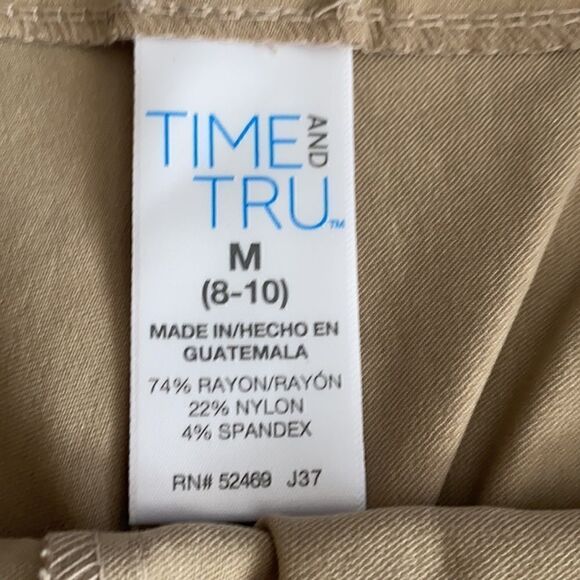 TIME AND
TRU™
M
(8-10)
MADE IN/HECHO EN
GUATEMALA
74% RAYON/RAYÓN
22% NYLON
4% SPANDEX
RN# 52469 J37